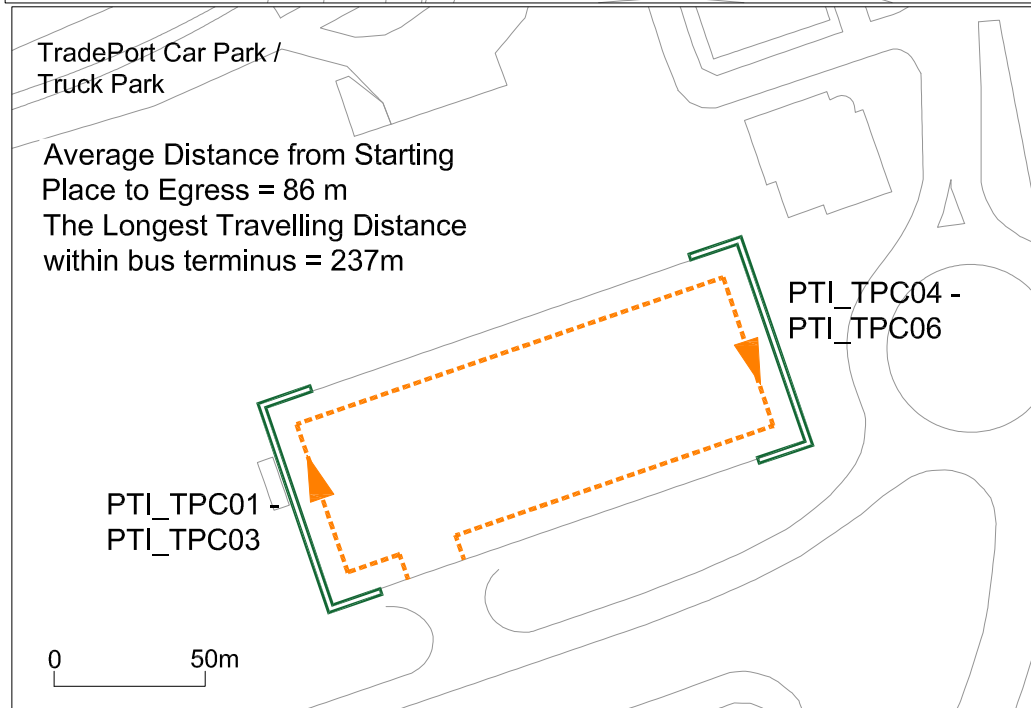 TradePort Car Park /
Truck Park
Average Distance from Starting
Place to Egress = 86 m
The Longest Travelling Distance
within bus terminus = 237m
PTI_TPC04 -
PTI_TPC06
PTI_TPC01 -
PTI_TPC03
0 50m